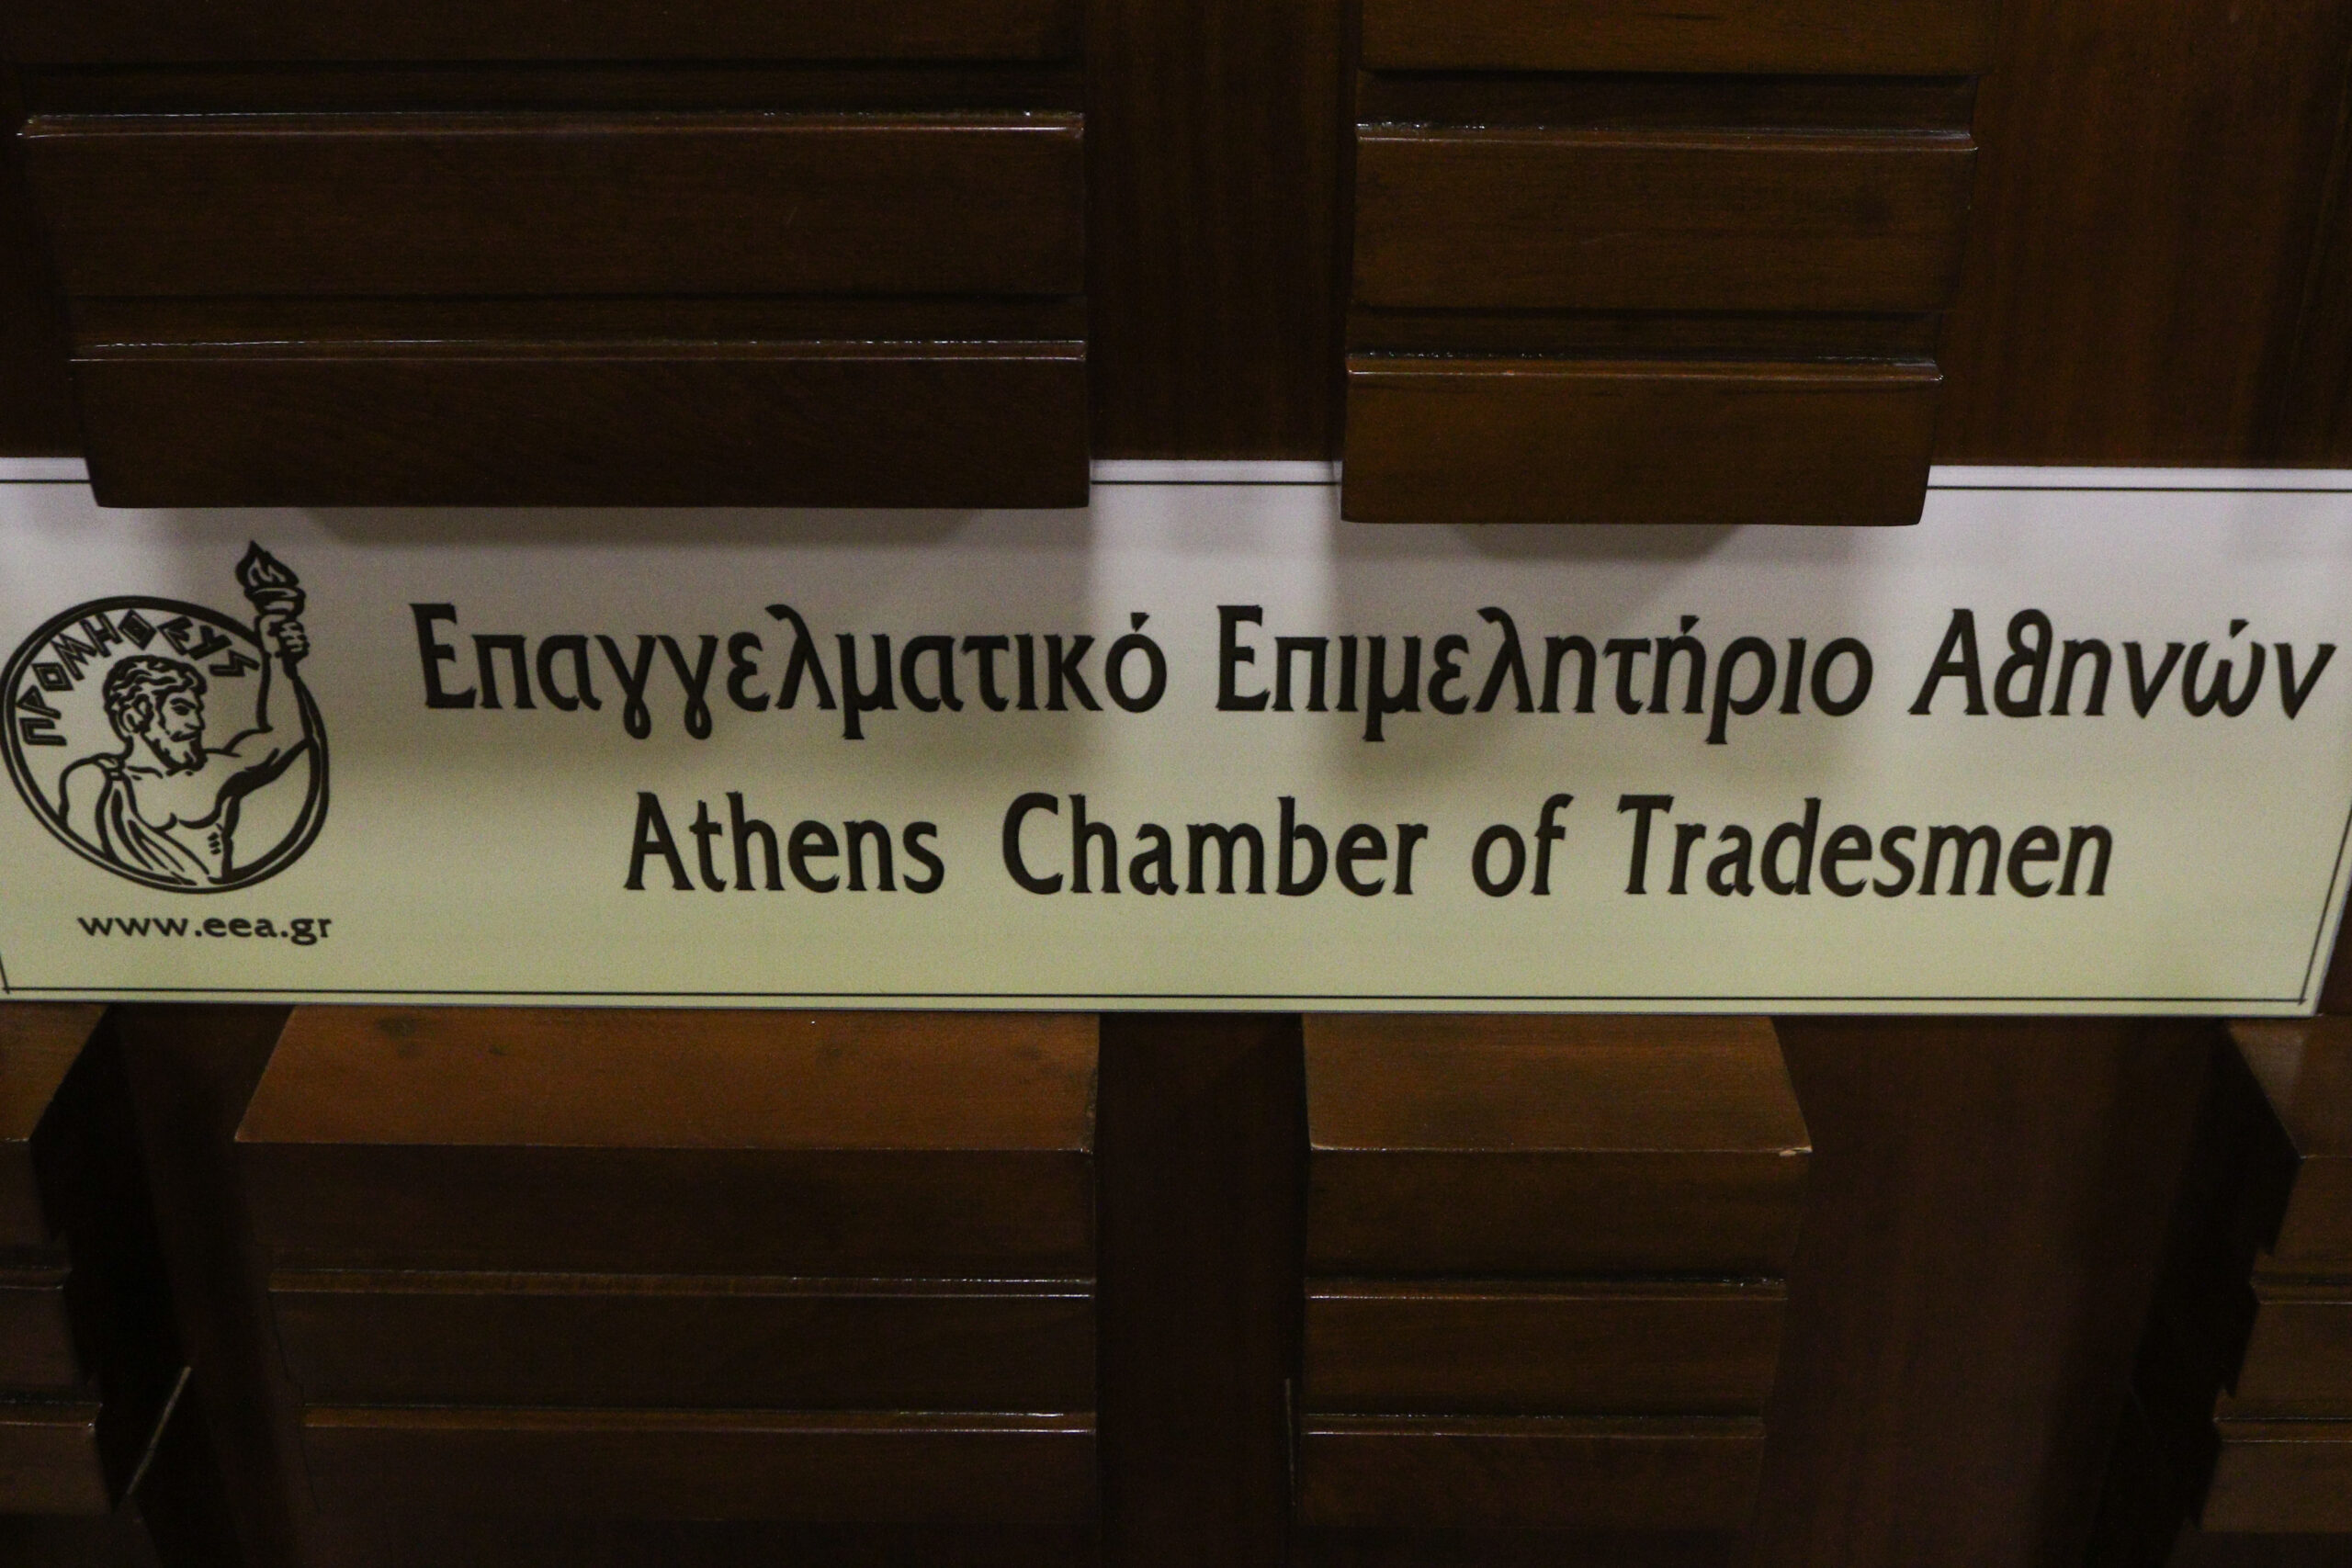 ΠΡΟΜΗΘΕΥΣ
www.eea.gr
Επαγγελματικό Επιμελητήριο Αθηνών
Athens Chamber of Tradesmen